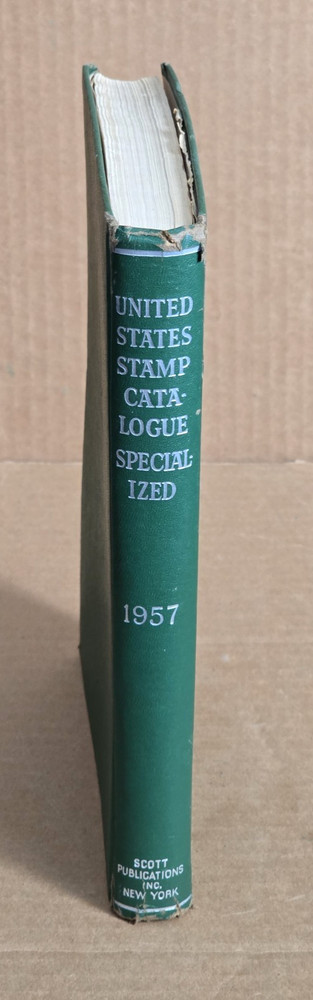 UNITED
STATES
STAMP
CATA-
LOGUE
SPECIAL-
IZED
1957
SCOTT
PUBLICATIONS
INC.
NEW YORK